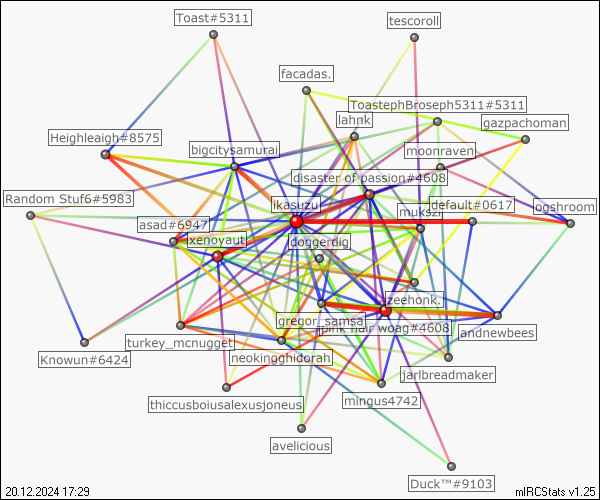 Toast#5311
tescoroll
facadas.
ToastephBroseph5311#5311
lahnk
gazpachoman
Heighleaigh#8575
bigcitysamurai
moonraven
disaster of passion#4608
Random Stuf6#5983
ikasuzu
mukszi
default#0617
ogshroom
asad#6947
xenoyaut
doggerdig
zeehonk.
gregor_samsa
pink hair woag#4608
andnewbees
turkey_mcnugget
neokingghidorah
Knowun#6424
jarlbreadmaker
thiccusboiusalexusjoneus
mingus4742
avelicious
Duck™#9103
20.12.2024 17:29
mIRCStats v1.25